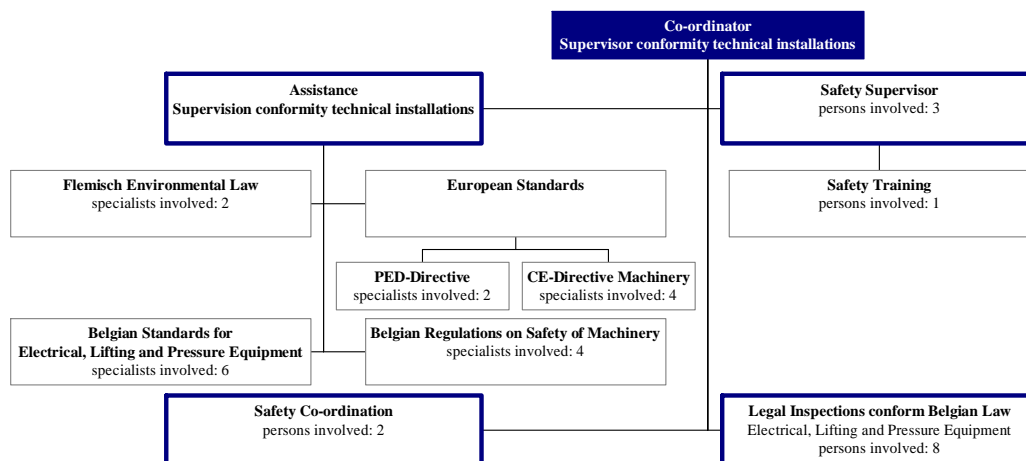 Co-ordinator
Supervisor conformity technical installations
Assistance
Supervision conformity technical installations
Safety Supervisor
persons involved: 3
Flemisch Environmental Law
specialists involved: 2
European Standards
Safety Training
persons involved: 1
PED-Directive
specialists involved: 2
CE-Directive Machinery
specialists involved: 4
Belgian Standards for
Electrical, Lifting and Pressure Equipment
specialists involved: 6
Belgian Regulations on Safety of Machinery
specialists involved: 4
Safety Co-ordination
persons involved: 2
Legal Inspections conform Belgian Law
Electrical, Lifting and Pressure Equipment
persons involved: 8